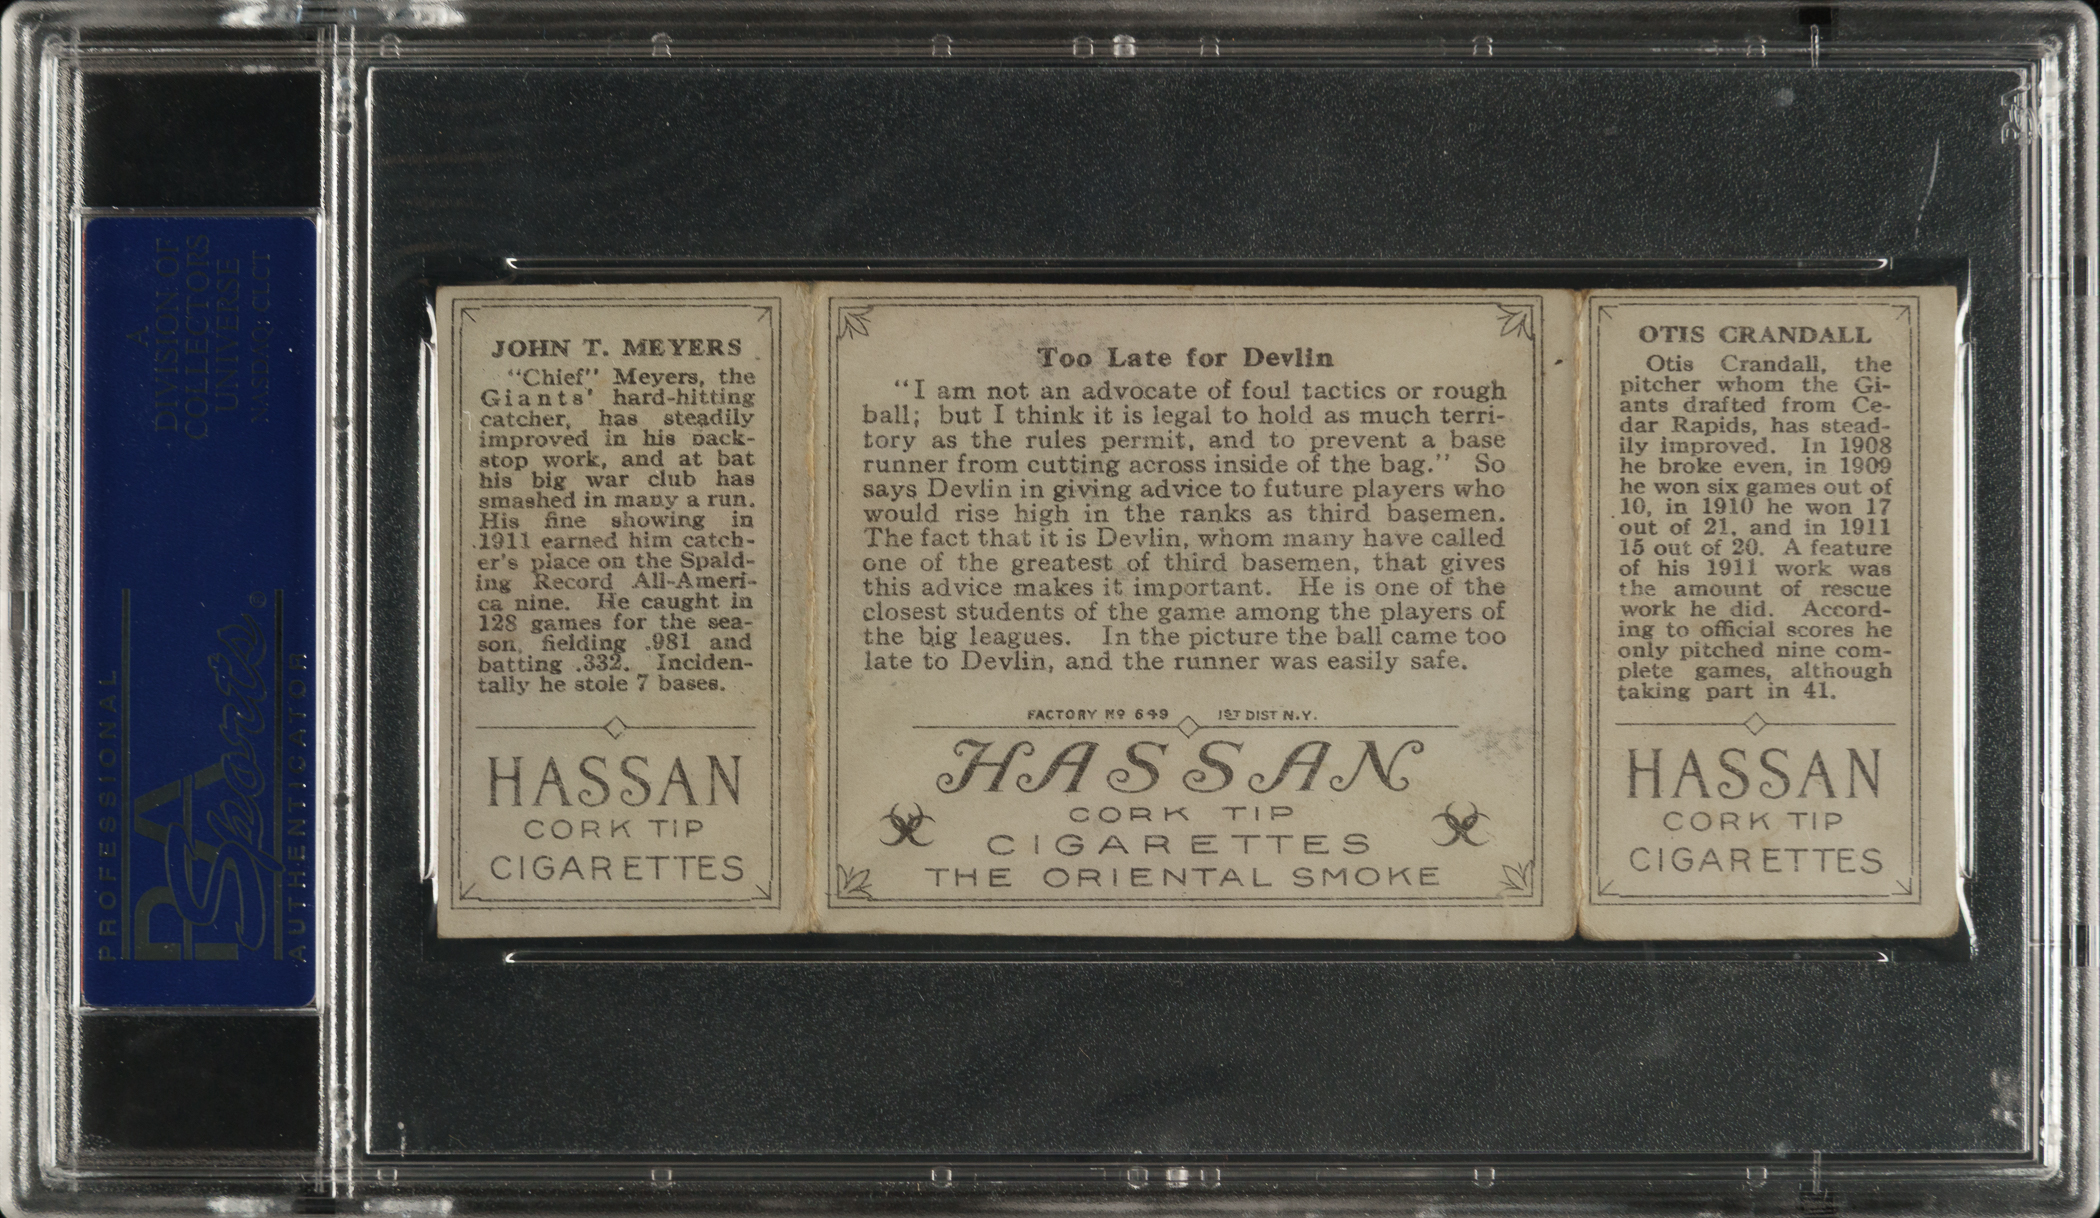 A
DIVISION OF
COLLECTORS
UNIVERSE
NASDAQ: CLCT
PROFESSIONAL
PSA
Sports®
AUTHENTICATOR
JOHN T. MEYERS
"Chief" Meyers, the
Giants' hard-hitting
catcher, has steadily
improved in his back-
stop work, and at bat
his big war club has
smashed in many a run.
His fine showing in
1911 earned him catch-
er's place on the Spald-
ing Record All-Ameri-
ca nine. He caught in
128 games for the sea-
son, fielding .981 and
batting .332. Inciden-
tally he stole 7 bases.
HASSAN
CORK TIP
CIGARETTES
Too Late for Devlin
"I am not an advocate of foul tactics or rough
ball; but I think it is legal to hold as much terri-
tory as the rules permit, and to prevent a base
runner from cutting across inside of the bag." So
says Devlin in giving advice to future players who
would rise high in the ranks as third basemen.
The fact that it is Devlin, whom many have called
one of the greatest of third basemen, that gives
this advice makes it important. He is one of the
closest students of the game among the players of
the big leagues. In the picture the ball came too
late to Devlin, and the runner was easily safe.
FACTORY Nº 649 1ST DIST N.Y.
HASSAN
CORK TIP
CIGARETTES
THE ORIENTAL SMOKE
OTIS CRANDALL
Otis Crandall, the
pitcher whom the Gi-
ants drafted from Ce-
dar Rapids, has stead-
ily improved. In 1908
he broke even, in 1909
he won six games out of
10, in 1910 he won 17
out of 21, and in 1911
15 out of 20. A feature
of his 1911 work was
the amount of rescue
work he did. Accord-
ing to official scores he
only pitched nine com-
plete games, although
taking part in 41.
HASSAN
CORK TIP
CIGARETTES
PSA